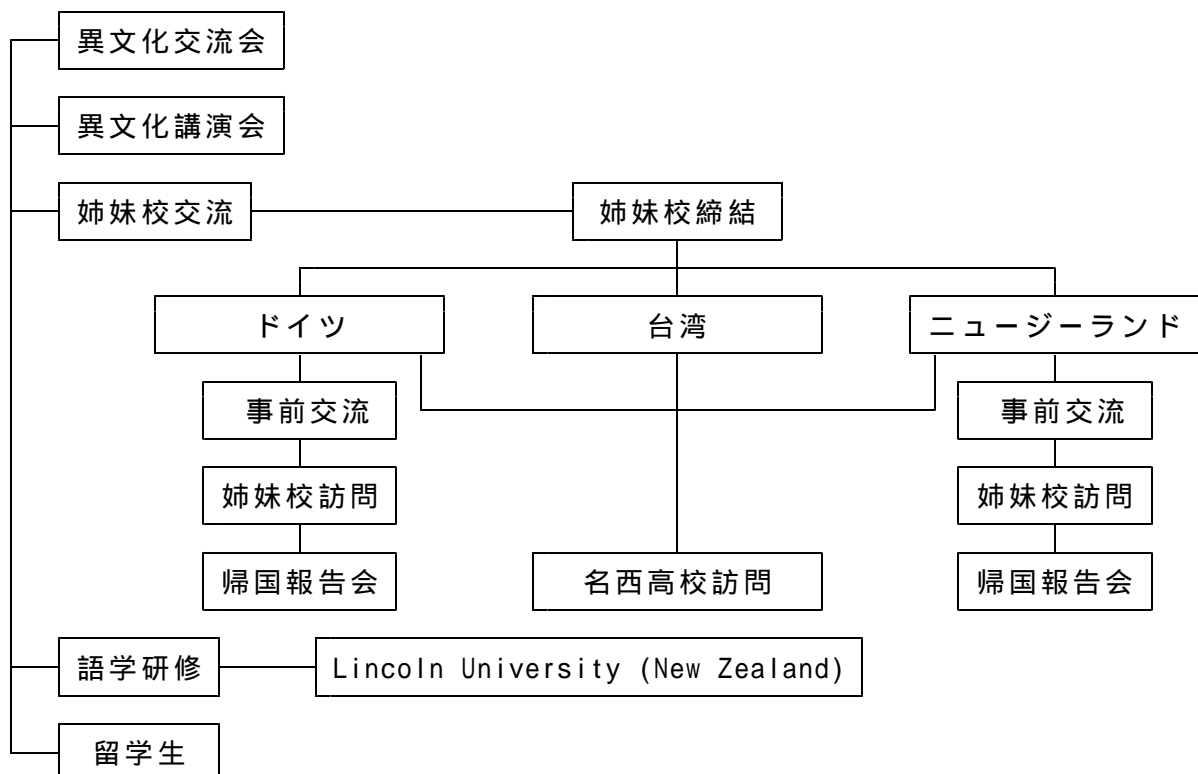 異文化交流会
異文化講演会
姉妹校交流
姉妹校締結
ドイツ
台湾
ニュージーランド
事前交流
事前交流
姉妹校訪問
姉妹校訪問
帰国報告会
名西高校訪問
帰国報告会
語学研修
Lincoln University (New Zealand)
留学生